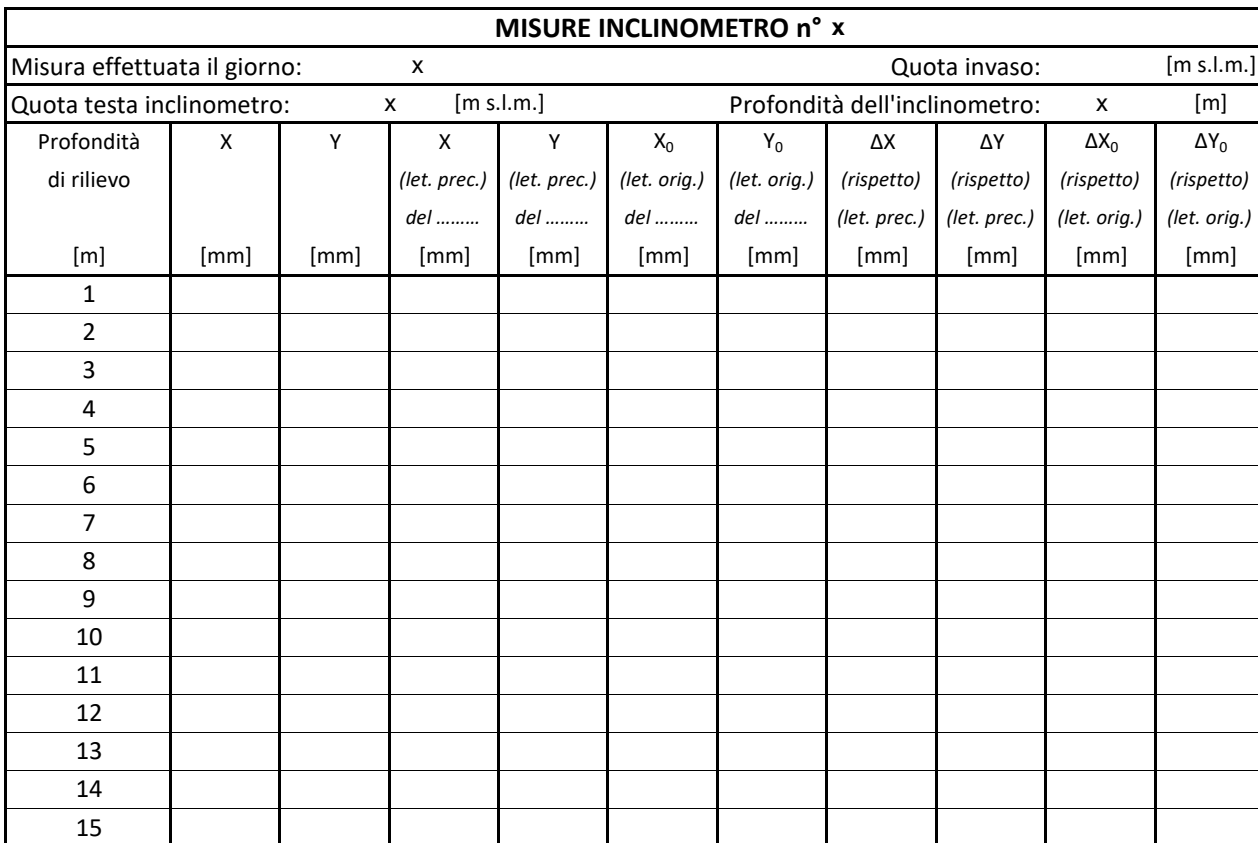 MISURE INCLINOMETRO n° x
Misura effettuata il giorno: x Quota invaso: [m s.l.m.]
Quota testa inclinometro: x [m s.l.m.] Profondità dell'inclinometro: x [m]
Profondità X Y X Y X₀ Y₀ ΔX ΔY ΔX₀ ΔY₀
di rilievo (let. prec.) (let. prec.) (let. orig.) (let. orig.) (rispetto) (rispetto) (rispetto) (rispetto)
del ……… del ……… del ……… del ……… (let. prec.) (let. prec.) (let. orig.) (let. orig.)
[m] [mm] [mm] [mm] [mm] [mm] [mm] [mm] [mm] [mm] [mm]
1
2
3
4
5
6
7
8
9
10
11
12
13
14
15